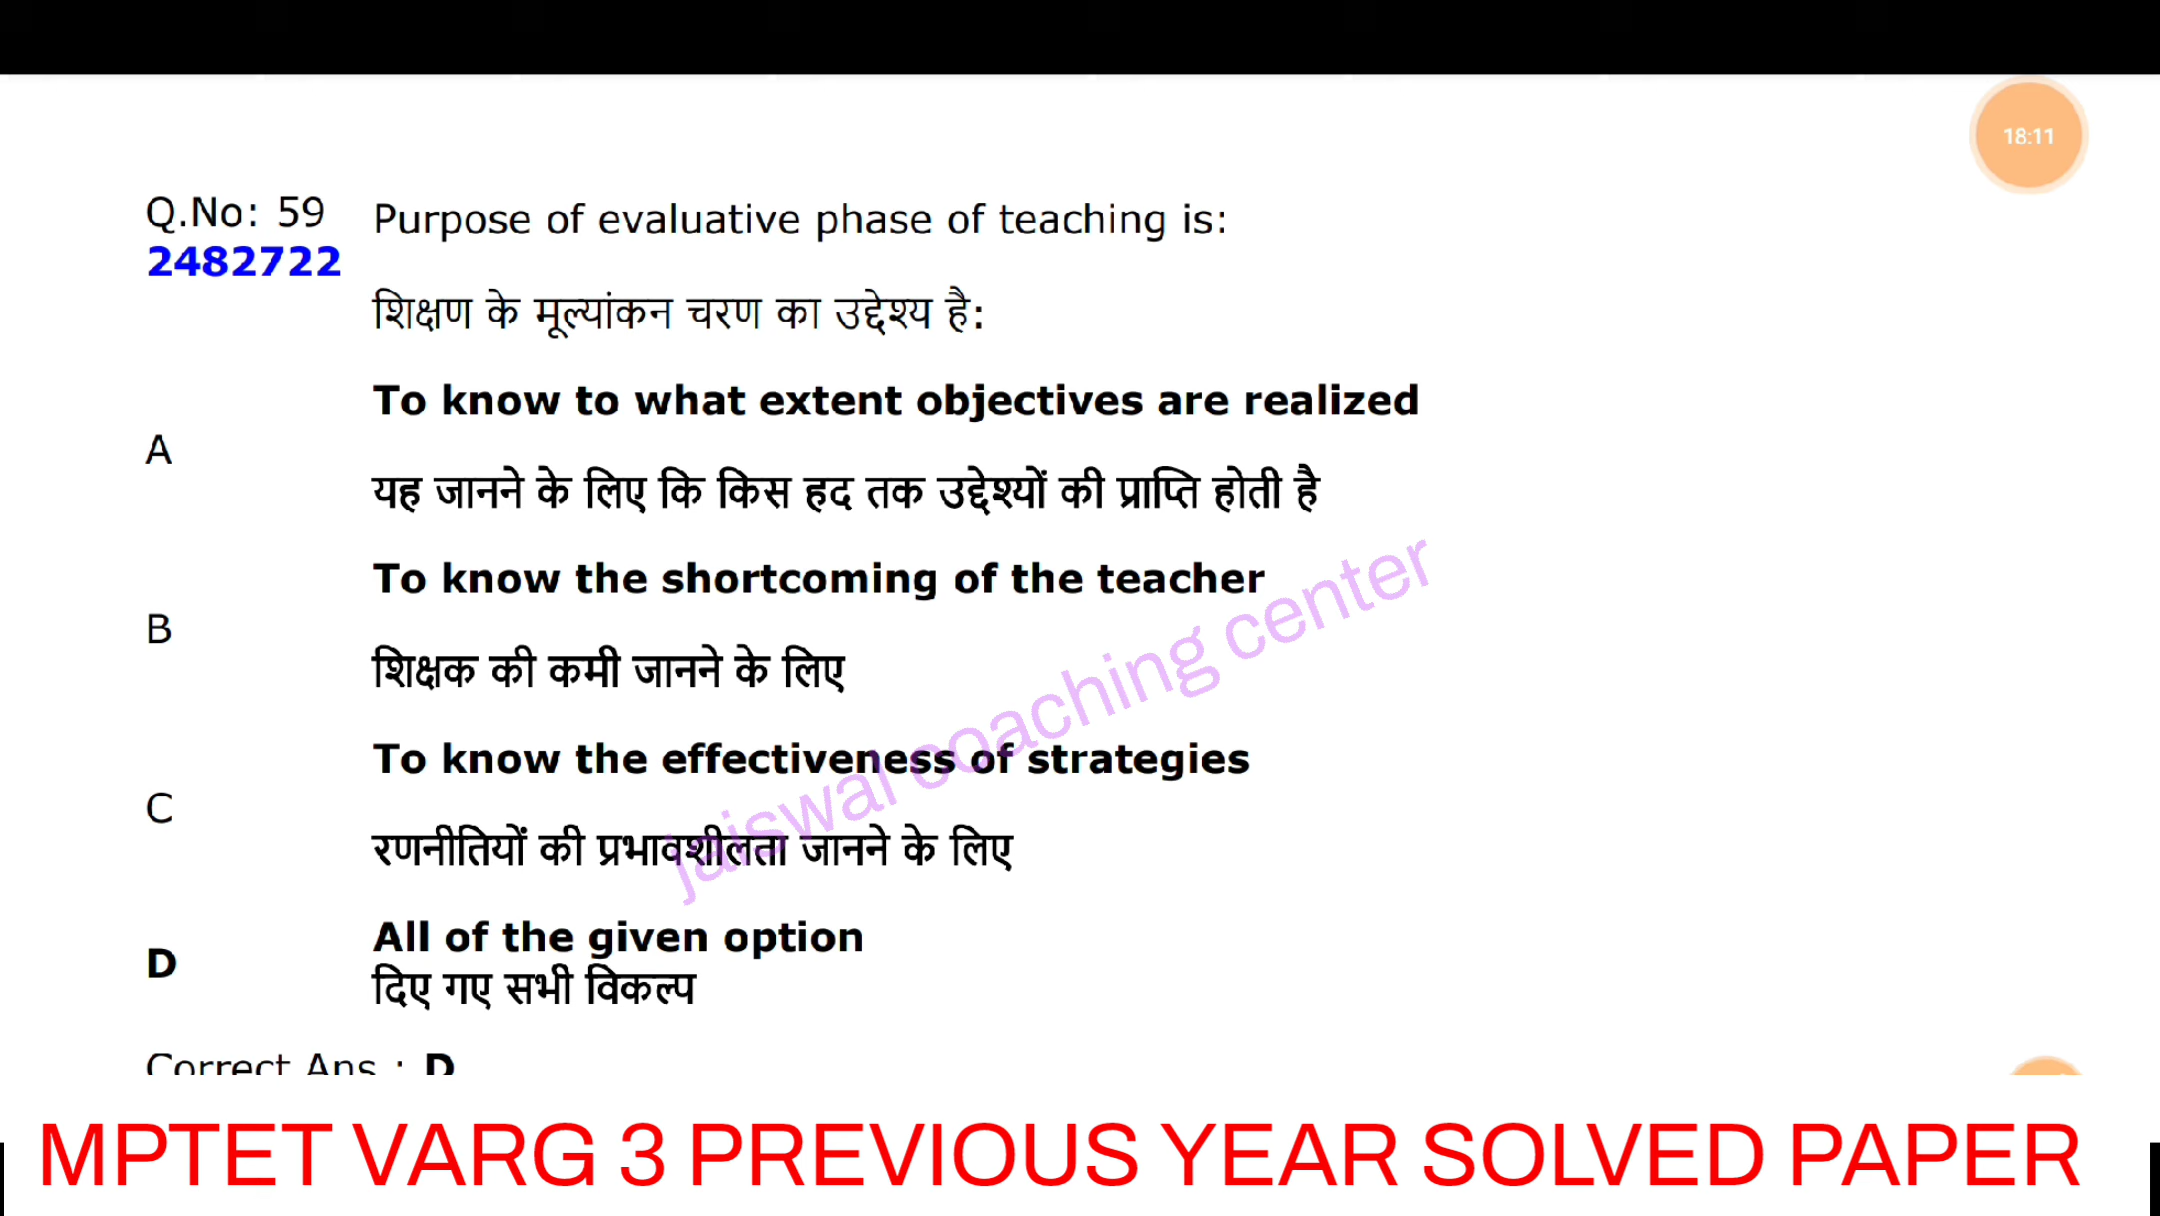 18:11
Q.No: 59
2482722
Purpose of evaluative phase of teaching is:
शिक्षण के मूल्यांकन चरण का उद्देश्य है:
To know to what extent objectives are realized
A
यह जानने के लिए कि किस हद तक उद्देश्यों की प्राप्ति होती है
To know the shortcoming of the teacher
B
शिक्षक की कमी जानने के लिए
To know the effectiveness of strategies
C
रणनीतियों की प्रभावशीलता जानने के लिए
All of the given option
D
दिए गए सभी विकल्प
Correct Ans : D
jaiswal coaching center
MPTET VARG 3 PREVIOUS YEAR SOLVED PAPER